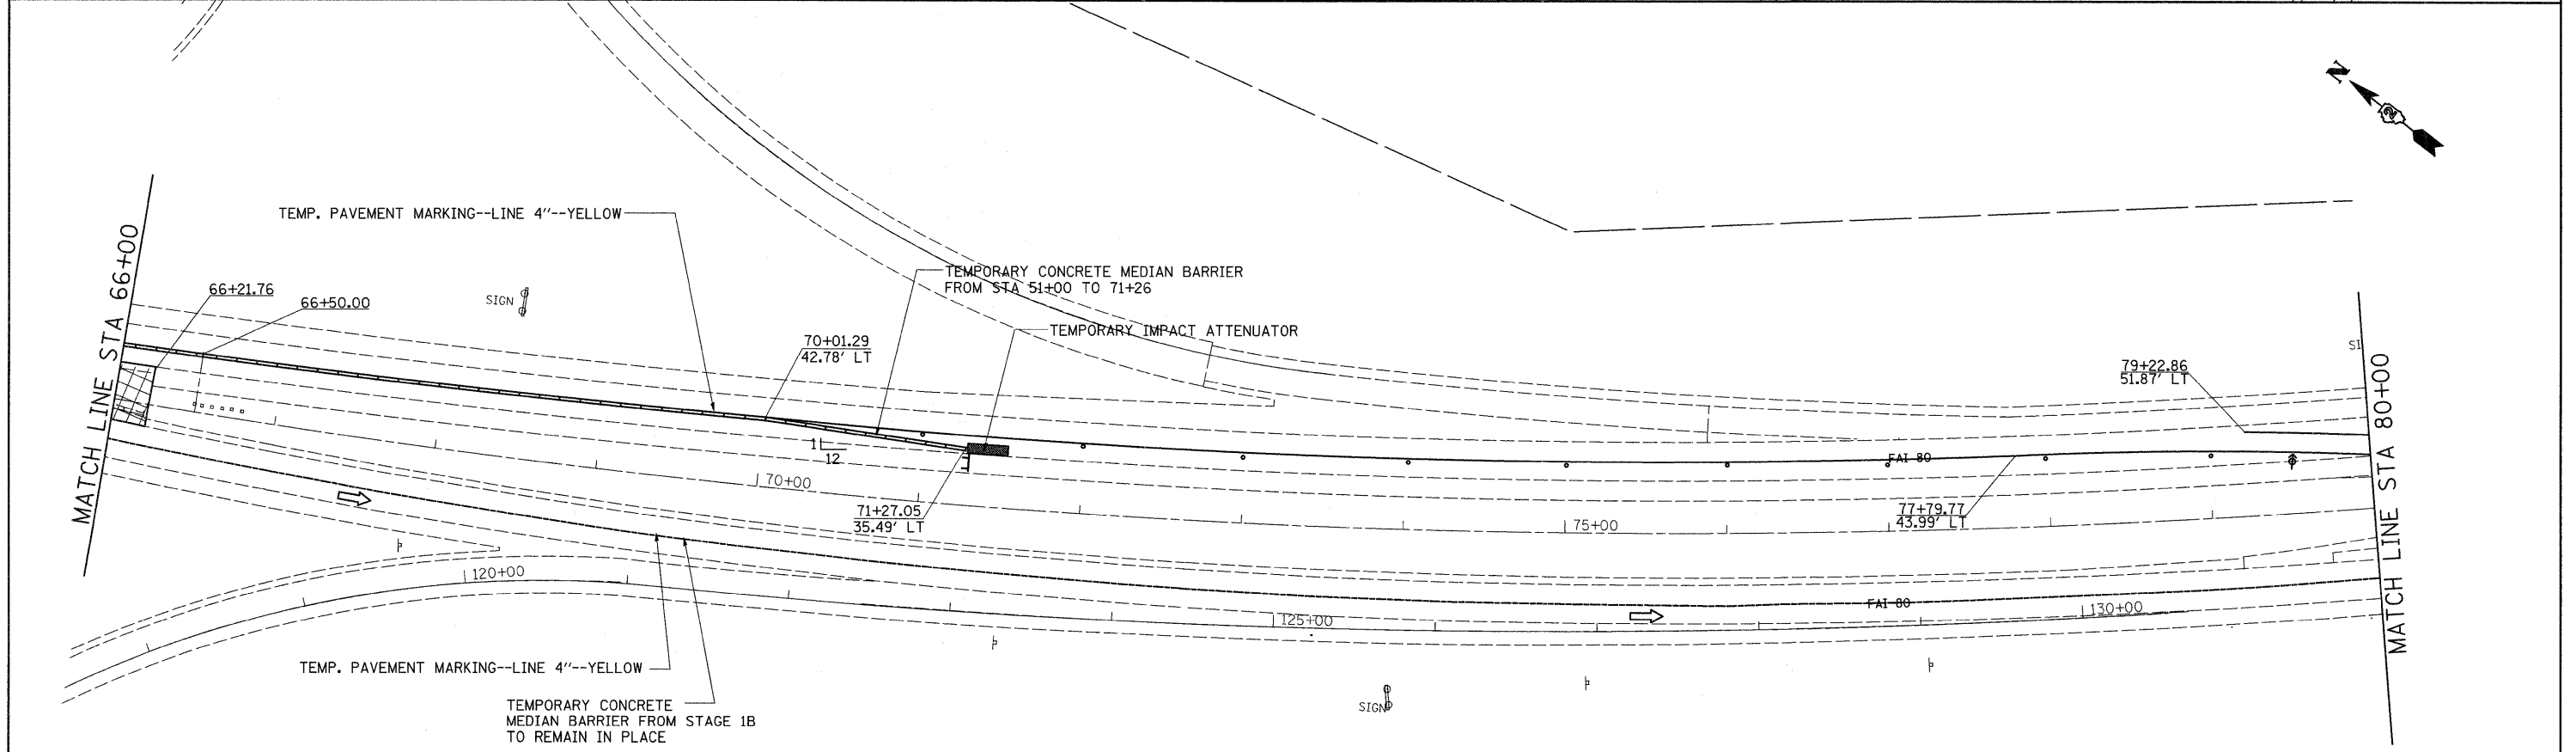 N
2
TEMP. PAVEMENT MARKING--LINE 4''--YELLOW
MATCH LINE STA 66+00
66+21.76
66+50.00
SIGN
TEMPORARY CONCRETE MEDIAN BARRIER
FROM STA 51+00 TO 71+26
TEMPORARY IMPACT ATTENUATOR
70+01.29
42.78' LT
1
12
70+00
71+27.05
35.49' LT
SI
79+22.86
51.87' LT
MATCH LINE STA 80+00
FAI 80
77+79.77
43.99' LT
75+00
120+00
FAI 80
130+00
125+00
TEMP. PAVEMENT MARKING--LINE 4''--YELLOW
TEMPORARY CONCRETE
MEDIAN BARRIER FROM STAGE 1B
TO REMAIN IN PLACE
SIGN